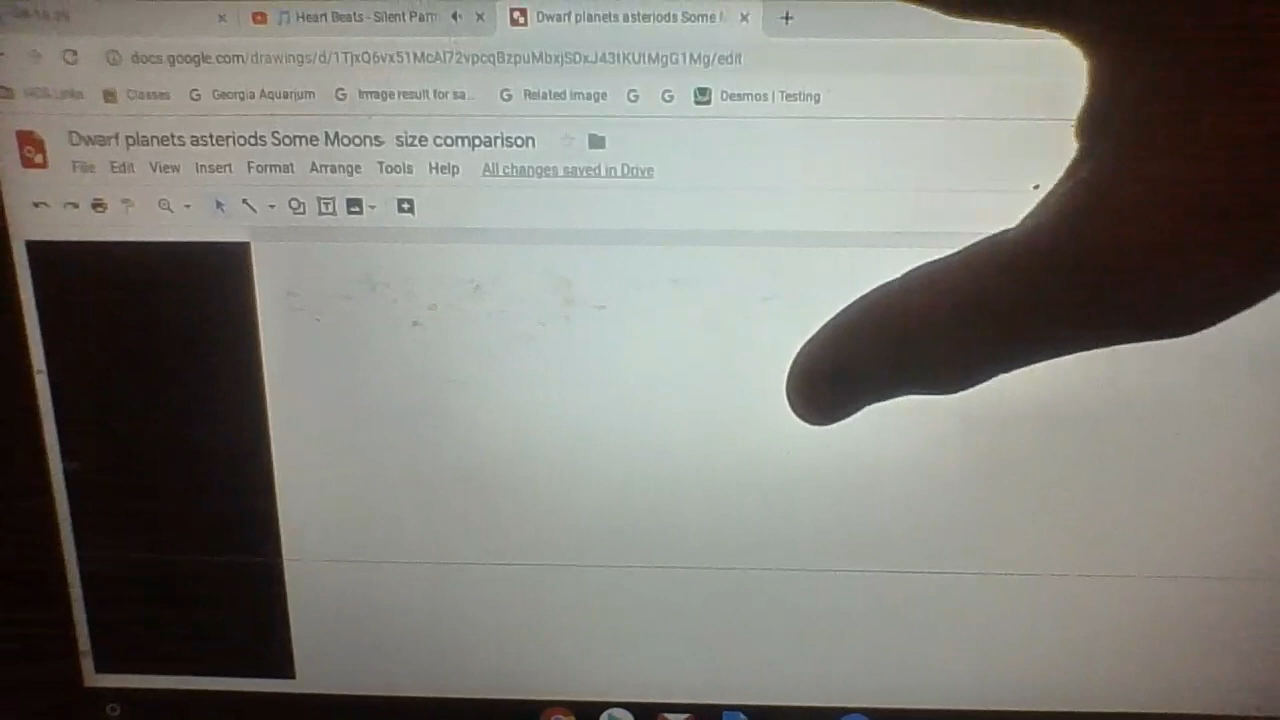 Heart Beats - Silent Part
Dwarf planets asteriods Some
docs.google.com/drawings/d/1TjxQ6vx51McAl72vpcqBzpuMbxjSDxJ43tKUtMgG1Mg/edit
Classes Georgia Aquarium Image result for sa... Related image Desmos | Testing
Dwarf planets asteriods Some Moons size comparison
File Edit View Insert Format Arrange Tools Help All changes saved in Drive